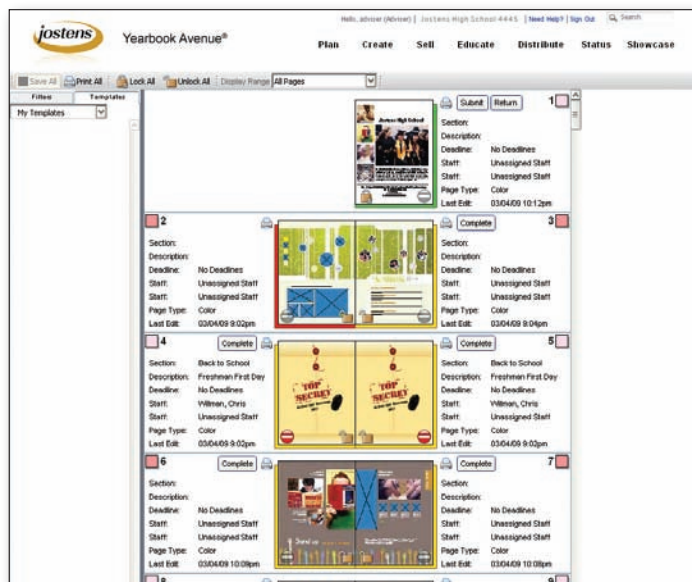 jostens
Yearbook Avenue®
Hello, adviser (Adviser) | Jostens High School-4445 | Need Help? | Sign Out Search
Plan Create Sell Educate Distribute Status Showcase
Save All Print All Lock All Unlock All Display Range All Pages
Filters Templates
My Templates
Submit Return 1
Jostens High School
Section:
Description:
Deadline: No Deadlines
Staff: Unassigned Staff
Staff: Unassigned Staff
Page Type: Color
Last Edit: 03/04/09 10:12pm
2
Section:
Description:
Deadline: No Deadlines
Staff: Unassigned Staff
Staff: Unassigned Staff
Page Type: Color
Last Edit: 03/04/09 9:02pm
Complete 3
Section:
Description:
Deadline: No Deadlines
Staff: Unassigned Staff
Staff: Unassigned Staff
Page Type: Color
Last Edit: 03/04/09 9:04pm
4 Complete
Section: Back to School
Description: Freshman First Day
Deadline: No Deadlines
Staff: Witman, Chris
Staff: Unassigned Staff
Page Type: Color
Last Edit: 03/04/09 9:02pm
TOP SECRET
TOP SECRET
Complete 5
Section: Back to School
Description: Freshman First Day
Deadline: No Deadlines
Staff: Witman, Chris
Staff: Unassigned Staff
Page Type: Color
Last Edit: 03/04/09 9:02pm
6 Complete
Section:
Description:
Deadline: No Deadlines
Staff: Unassigned Staff
Staff: Unassigned Staff
Page Type: Color
Last Edit: 03/04/09 10:09pm
Complete 7
Section:
Description:
Deadline: No Deadlines
Staff: Unassigned Staff
Staff: Unassigned Staff
Page Type: Color
Last Edit: 03/04/09 10:08pm
8 9